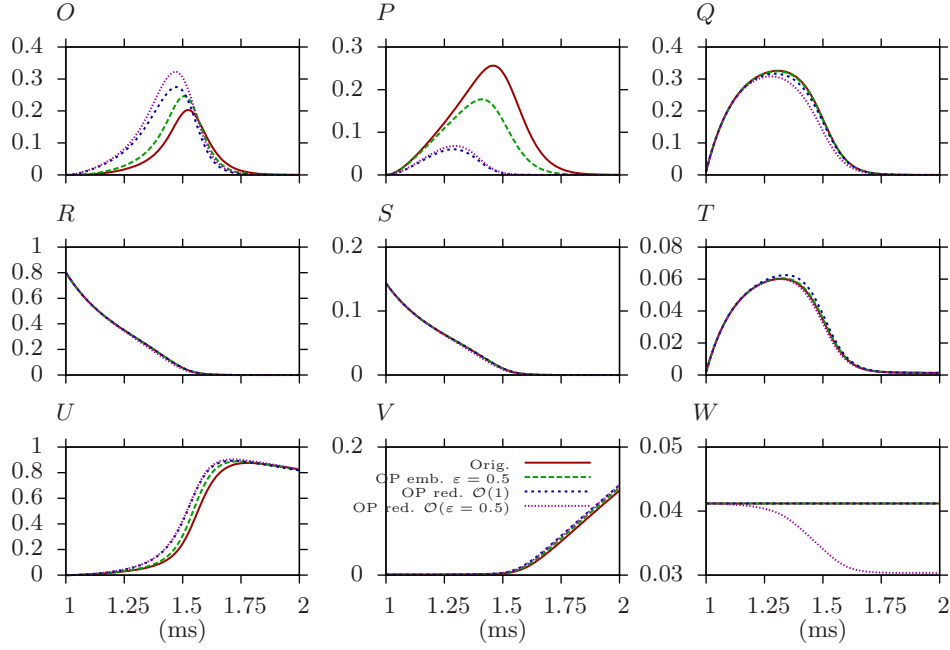 O
P
Q
0.4
0.3
0.2
0.1
0
0.3
0.2
0.1
0
0.4
0.3
0.2
0.1
0
R
S
T
1
0.8
0.6
0.4
0.2
0
0.2
0.1
0
0.08
0.06
0.04
0.02
0
U
V
W
1
0.8
0.6
0.4
0.2
0
0.2
0.1
0
Orig.
OP emb. ε = 0.5
OP red. 𝒪(1)
OP red. 𝒪(ε = 0.5)
0.05
0.04
0.03
1 1.25 1.5 1.75 2
(ms)
1 1.25 1.5 1.75 2
(ms)
1 1.25 1.5 1.75 2
(ms)